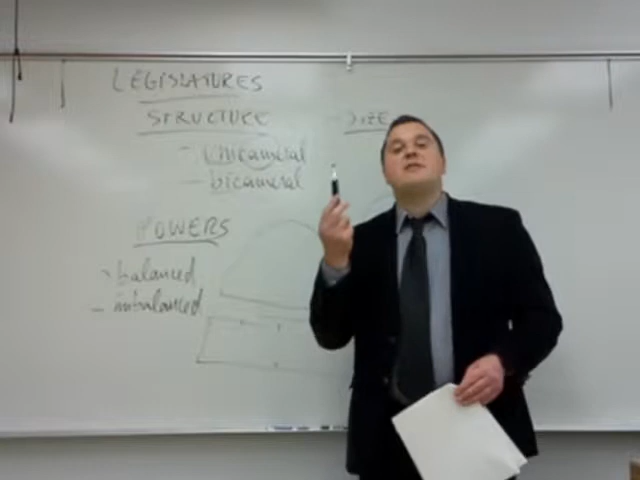 LEGISLATURES
STRUCTURE
SIZE
- unicameral
- bicameral
POWERS
- balanced
- imbalanced